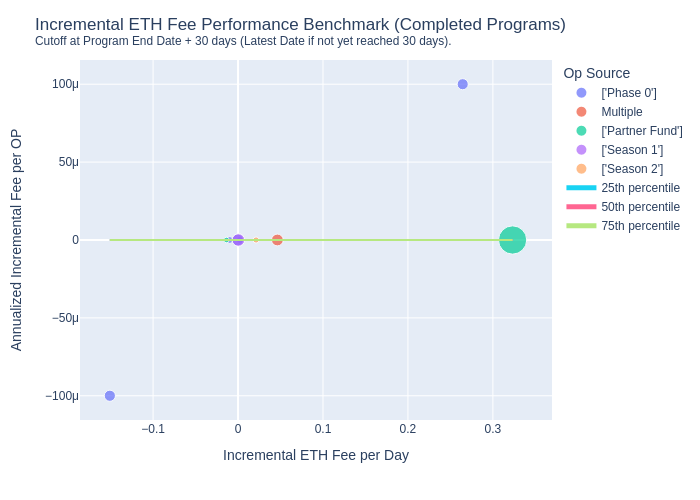 Incremental ETH Fee Performance Benchmark (Completed Programs)
Cutoff at Program End Date + 30 days (Latest Date if not yet reached 30 days).
Annualized Incremental Fee per OP
100μ
50μ
0
−50μ
−100μ
−0.1
0
0.1
0.2
0.3
Incremental ETH Fee per Day
Op Source
['Phase 0']
Multiple
['Partner Fund']
['Season 1']
['Season 2']
25th percentile
50th percentile
75th percentile